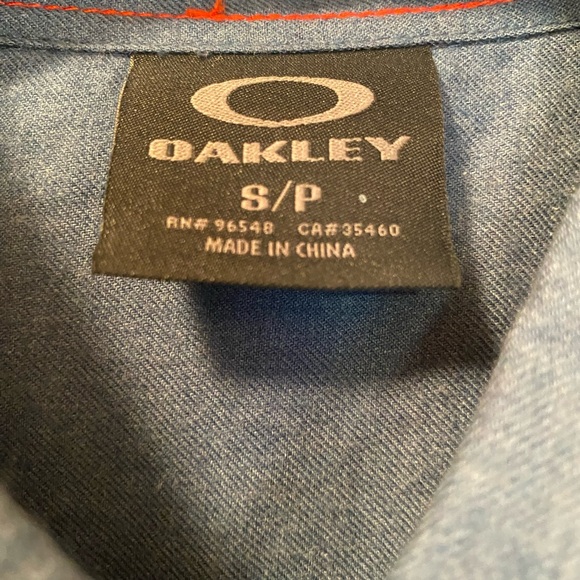 OAKLEY
S/P
RN# 96548 CA# 35460
MADE IN CHINA